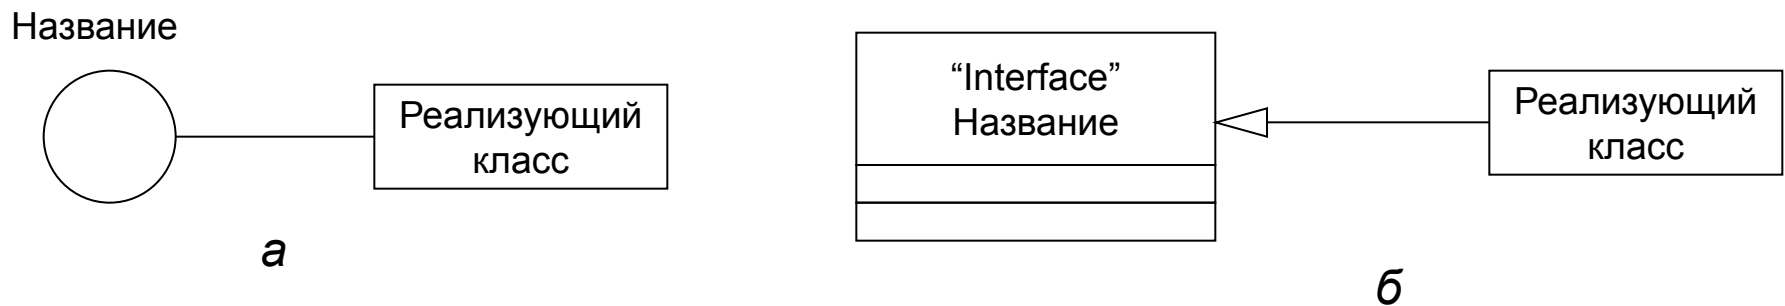 Название
Реализующий
класс
а
“Interface”
Название
Реализующий
класс
б